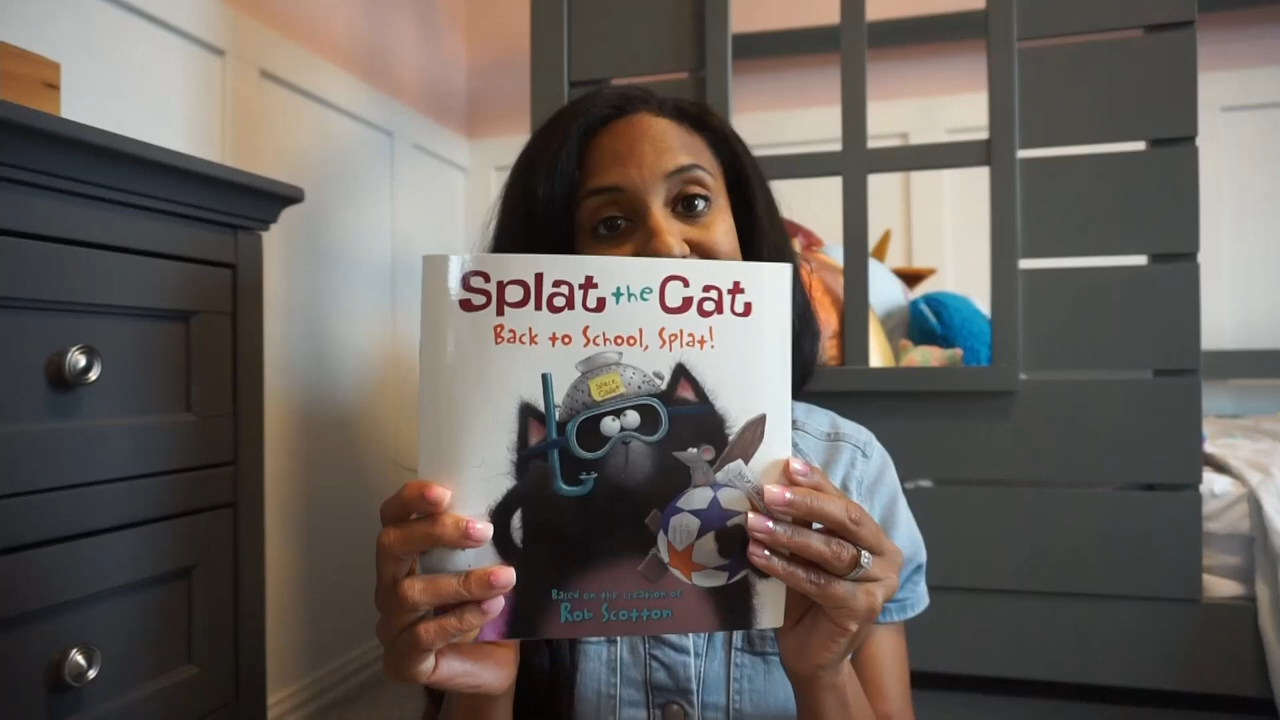 Splat the Cat
Back to School, Splat!
Space
Cadet
Based on the creation of
Rob Scotton